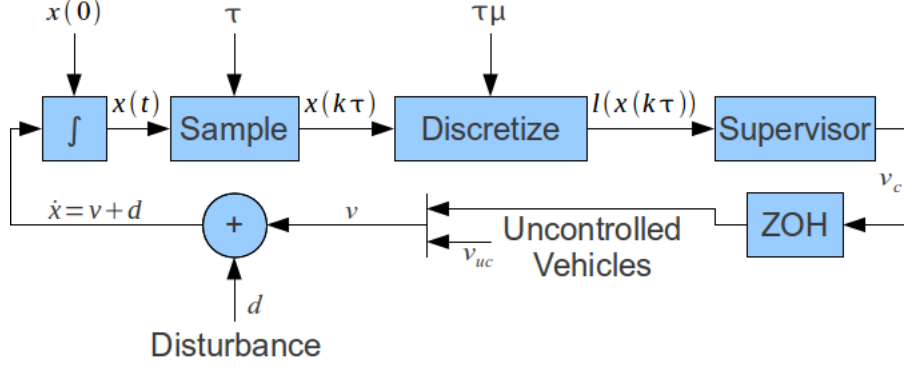 x(0)
τ
τμ
∫
x(t)
Sample
x(kτ)
Discretize
l(x(kτ))
Supervisor
v_c
ẋ=v+d
+
v
v_uc
Uncontrolled
Vehicles
ZOH
d
Disturbance